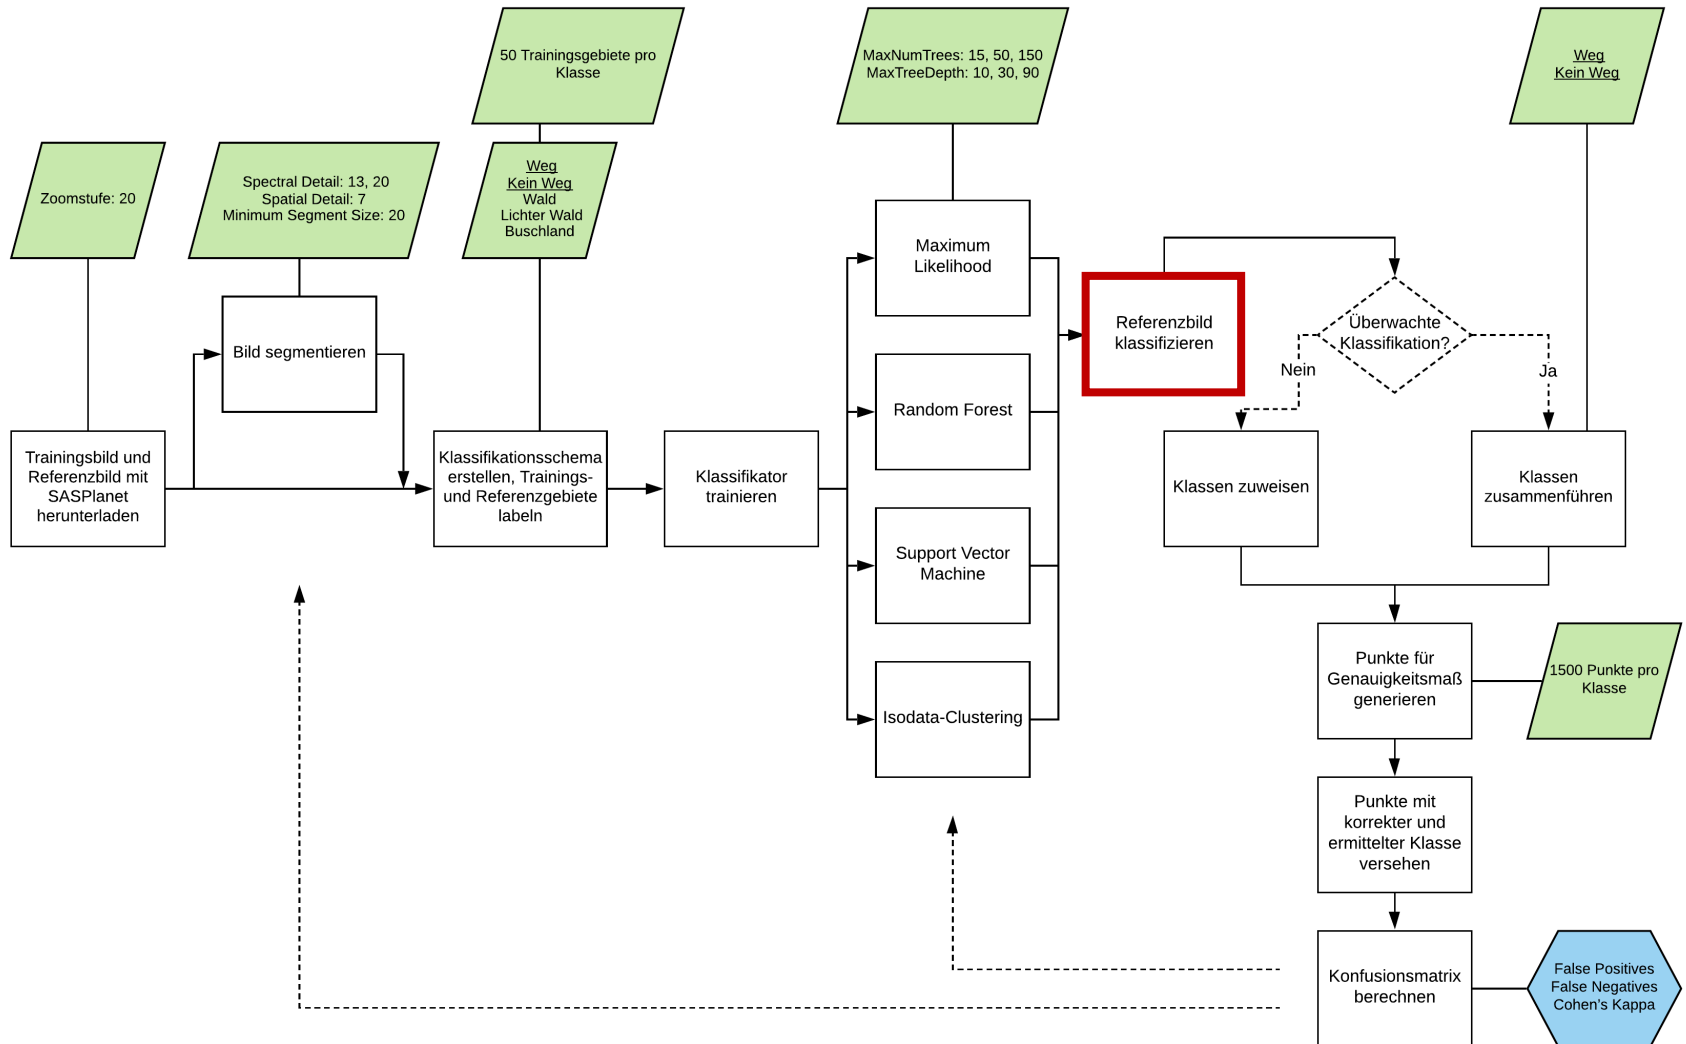 50 Trainingsgebiete pro
Klasse
MaxNumTrees: 15, 50, 150
MaxTreeDepth: 10, 30, 90
Weg
Kein Weg
Zoomstufe: 20
Spectral Detail: 13, 20
Spatial Detail: 7
Minimum Segment Size: 20
Weg
Kein Weg
Wald
Lichter Wald
Buschland
Maximum
Likelihood
Bild segmentieren
Referenzbild
klassifizieren
Überwachte
Klassifikation?
Nein
Ja
Random Forest
Trainingsbild und
Referenzbild mit
SASPlanet
herunterladen
Klassifikationsschema
erstellen, Trainings-
und Referenzgebiete
labeln
Klassifikator
trainieren
Klassen zuweisen
Klassen
zusammenführen
Support Vector
Machine
Isodata-Clustering
Punkte für
Genauigkeitsmaß
generieren
1500 Punkte pro
Klasse
Punkte mit
korrekter und
ermittelter Klasse
versehen
Konfusionsmatrix
berechnen
False Positives
False Negatives
Cohen's Kappa